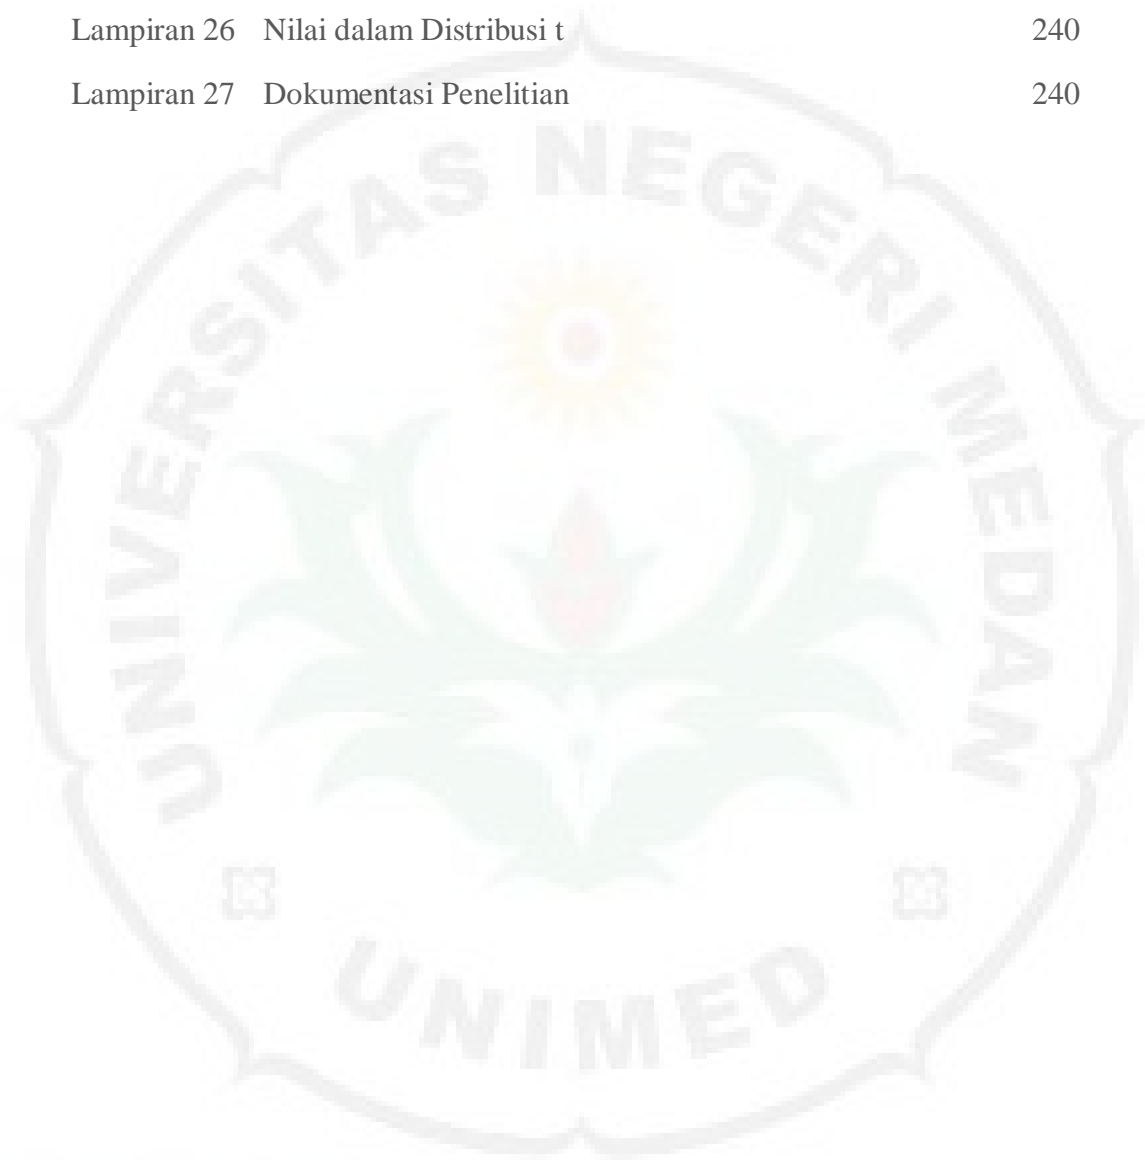 Lampiran 26 Nilai dalam Distribusi t 240
Lampiran 27 Dokumentasi Penelitian 240
UNIVERSITAS NEGERI MEDAN
UNIMED